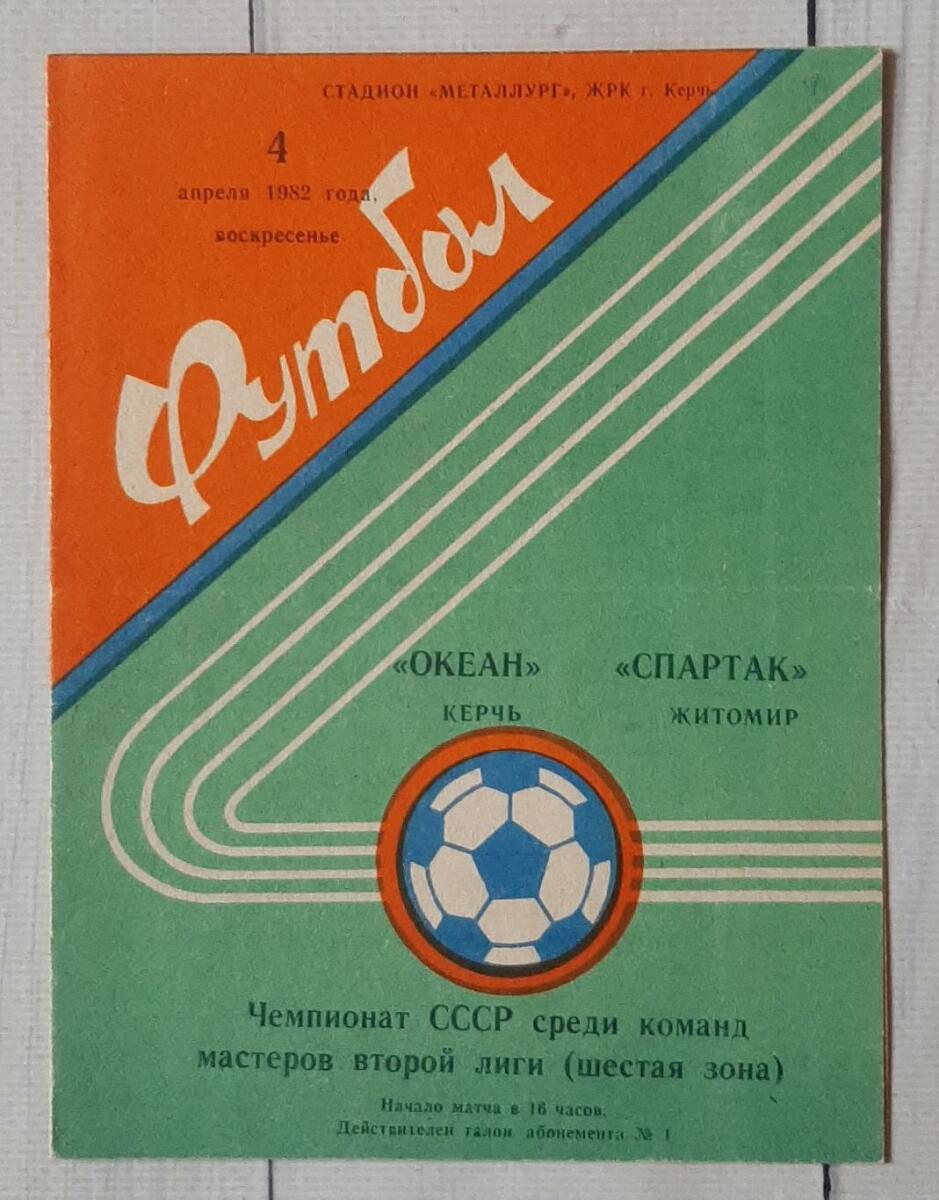 СТАДИОН «МЕТАЛЛУРГ», ЖРК г. Керчь
4
апреля 1982 года,
воскресенье
Футбол
«ОКЕАН» «СПАРТАК»
КЕРЧЬ ЖИТОМИР
Чемпионат СССР среди команд
мастеров второй лиги (шестая зона)
Начало матча в 16 часов.
Действителен талон абонемента № 1